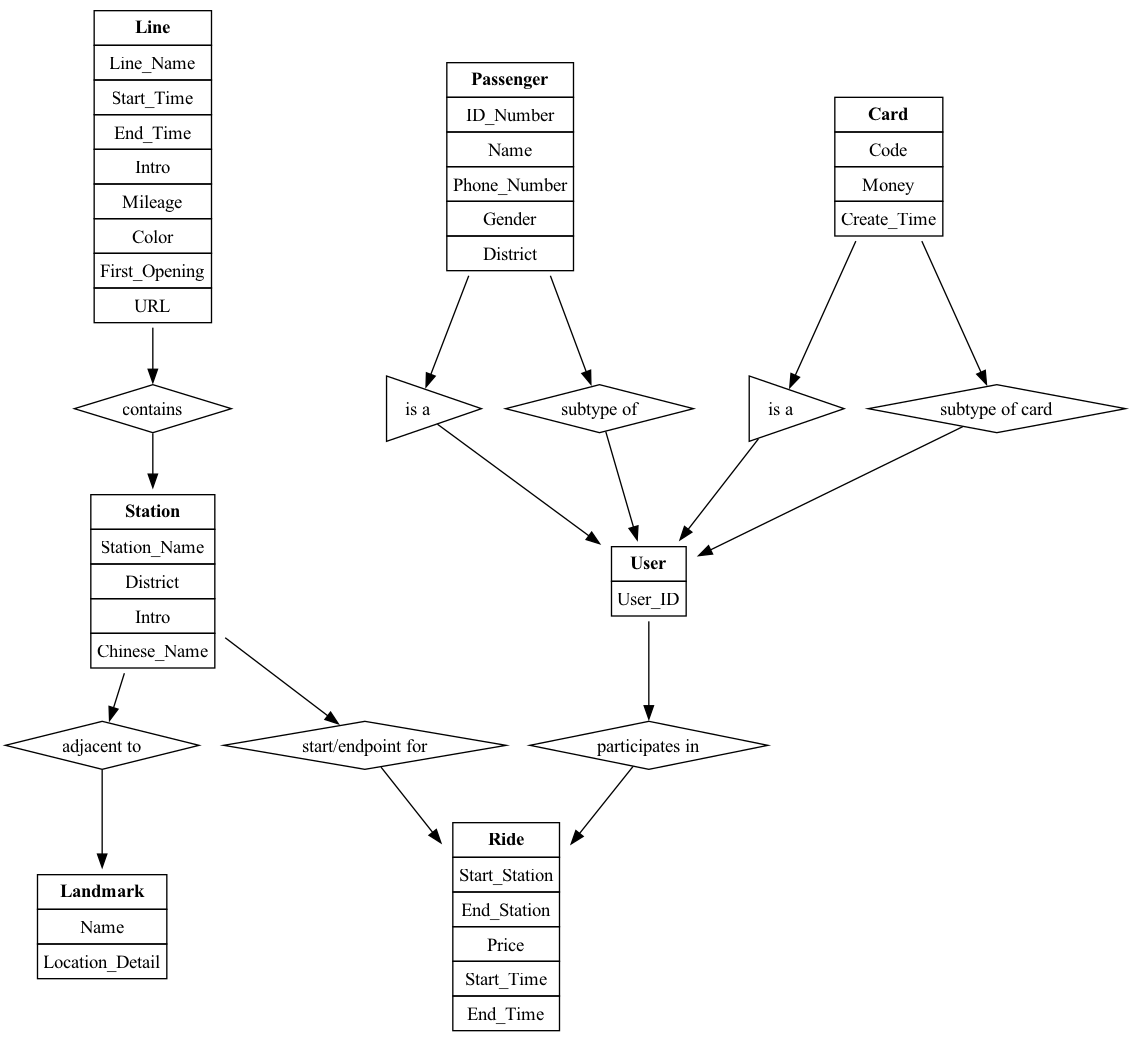 Line
Line_Name
Start_Time
End_Time
Intro
Mileage
Color
First_Opening
URL
Passenger
ID_Number
Name
Phone_Number
Gender
District
Card
Code
Money
Create_Time
contains
is a
subtype of
is a
subtype of card
Station
Station_Name
District
Intro
Chinese_Name
User
User_ID
adjacent to
start/endpoint for
participates in
Landmark
Name
Location_Detail
Ride
Start_Station
End_Station
Price
Start_Time
End_Time